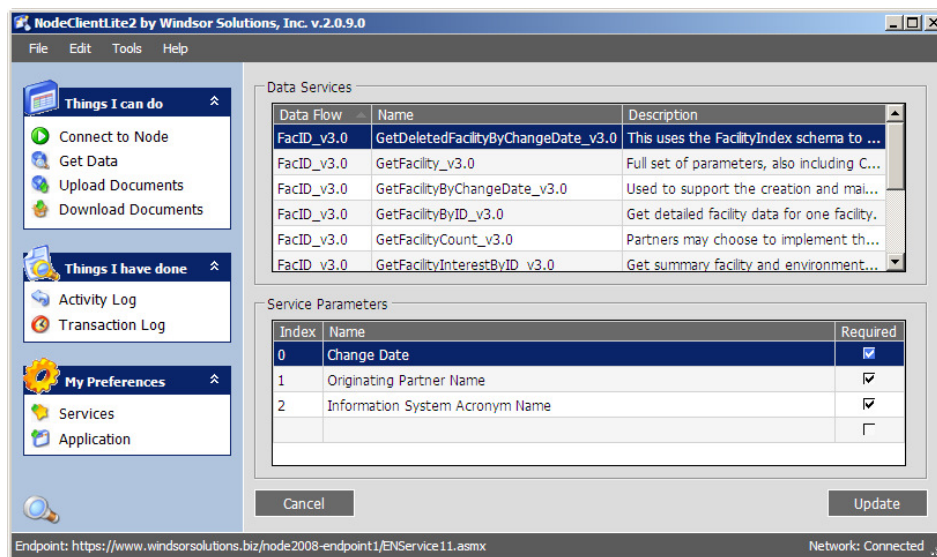 NodeClientLite2 by Windsor Solutions, Inc. v.2.0.9.0
File Edit Tools Help
Things I can do
Connect to Node
Get Data
Upload Documents
Download Documents
Things I have done
Activity Log
Transaction Log
My Preferences
Services
Application
Data Services
Data Flow Name Description
FacID_v3.0 GetDeletedFacilityByChangeDate_v3.0 This uses the FacilityIndex schema to ...
FacID_v3.0 GetFacility_v3.0 Full set of parameters, also including C...
FacID_v3.0 GetFacilityByChangeDate_v3.0 Used to support the creation and mai...
FacID_v3.0 GetFacilityByID_v3.0 Get detailed facility data for one facility.
FacID_v3.0 GetFacilityCount_v3.0 Partners may choose to implement th...
FacID_v3.0 GetFacilityInterestByID_v3.0 Get summary facility and environment...
Service Parameters
Index Name Required
0 Change Date
1 Originating Partner Name
2 Information System Acronym Name
Cancel Update
Endpoint: https://www.windsorsolutions.biz/node2008-endpoint1/ENService11.asmx Network: Connected